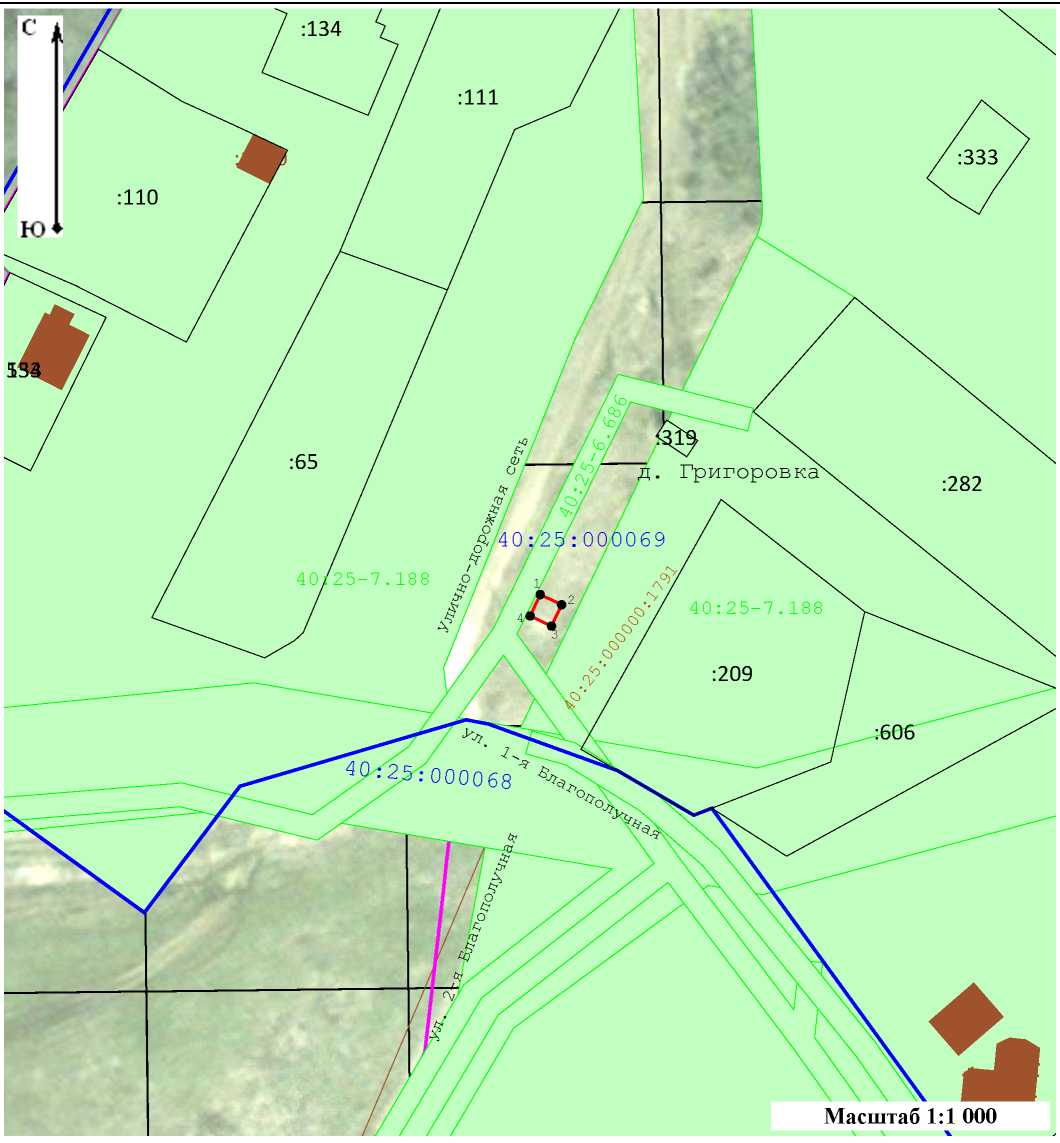 С
:134
:111
:333
:110
Ю
:319
д. Григоровка
:65
:282
40:25-6.686
Улично-дорожная сеть
40:25:000069
40:25-7.188
1
2
4
3
40:25:000000:1791
40:25-7.188
:209
:606
ул. 1-я Благополучная
40:25:000068
ул. 2-я Благополучная
Масштаб 1:1 000